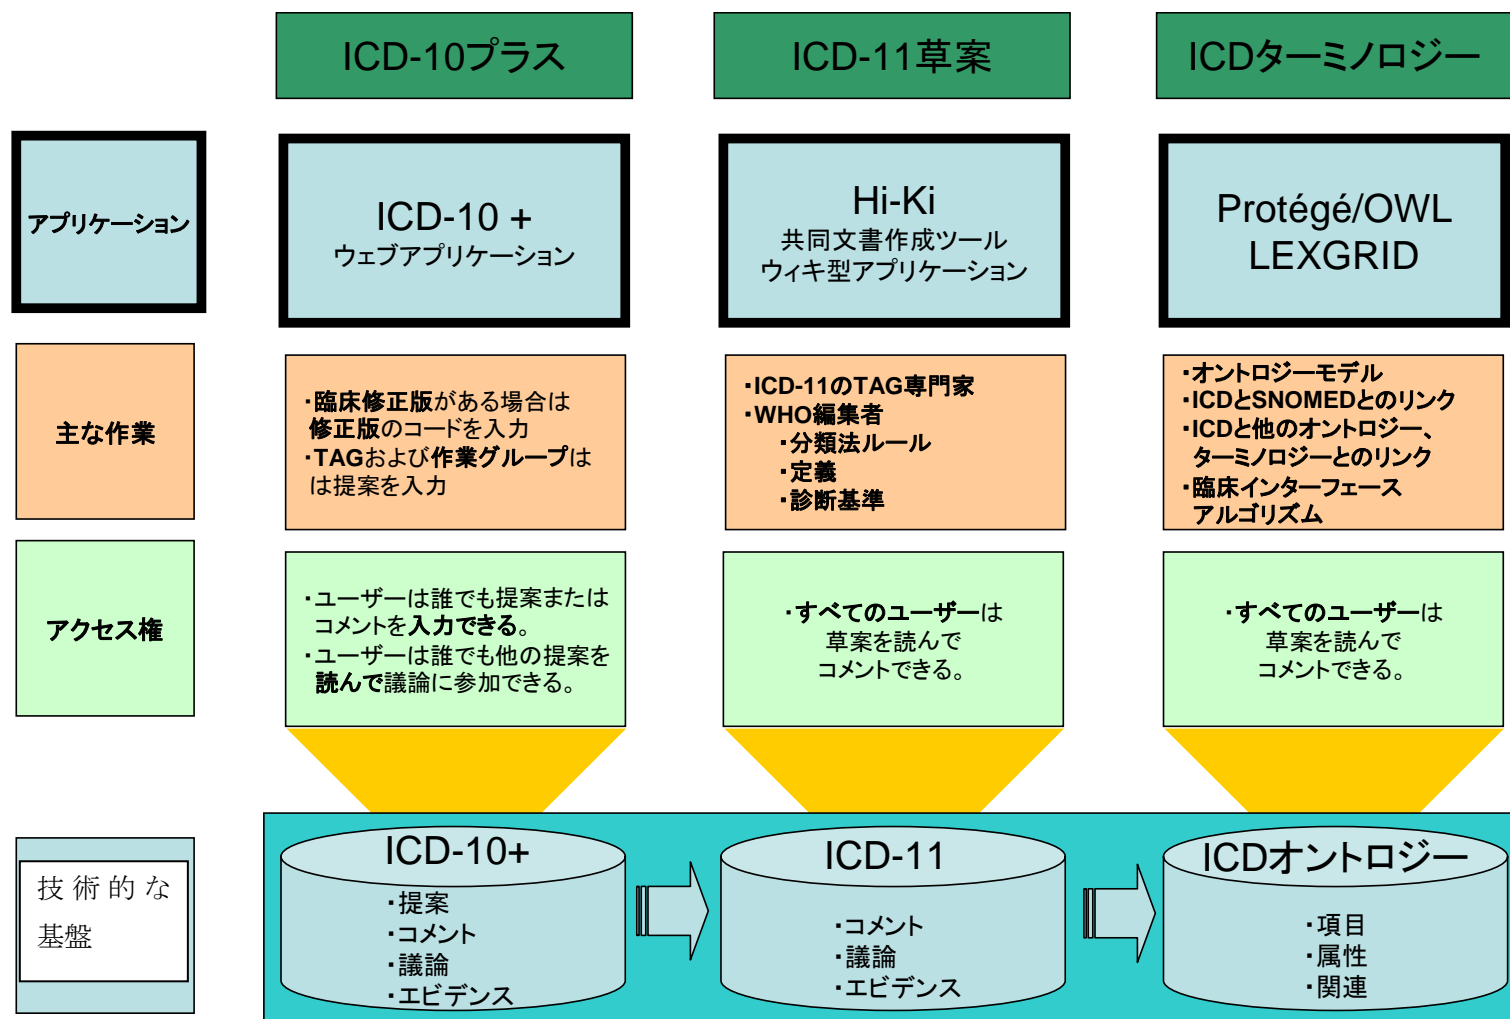 ICD-10プラス
ICD-11草案
ICDターミノロジー
アプリケーション
ICD-10 +
ウェブアプリケーション
Hi-Ki
共同文書作成ツール
ウィキ型アプリケーション
Protégé/OWL
LEXGRID
主な作業
・臨床修正版がある場合は
修正版のコードを入力
・TAGおよび作業グループは
は提案を入力
・ICD-11のTAG専門家
・WHO編集者
・分類法ルール
・定義
・診断基準
・オントロジーモデル
・ICDとSNOMEDとのリンク
・ICDと他のオントロジー、
ターミノロジーとのリンク
・臨床インターフェース
アルゴリズム
アクセス権
・ユーザーは誰でも提案または
コメントを入力できる。
・ユーザーは誰でも他の提案を
読んで議論に参加できる。
・すべてのユーザーは
草案を読んで
コメントできる。
・すべてのユーザーは
草案を読んで
コメントできる。
技術的な
基盤
ICD-10+
・提案
・コメント
・議論
・エビデンス
ICD-11
・コメント
・議論
・エビデンス
ICDオントロジー
・項目
・属性
・関連